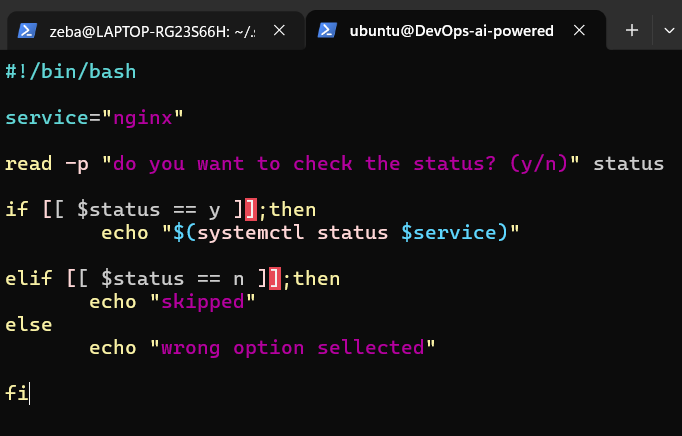 zeba@LAPTOP-RG23S66H: ~/.s
ubuntu@DevOps-ai-powered
#!/bin/bash
service="nginx"
read -p "do you want to check the status? (y/n)" status
if [[ $status == y ]];then
echo "$(systemctl status $service)"
elif [[ $status == n ]];then
echo "skipped"
else
echo "wrong option sellected"
fi